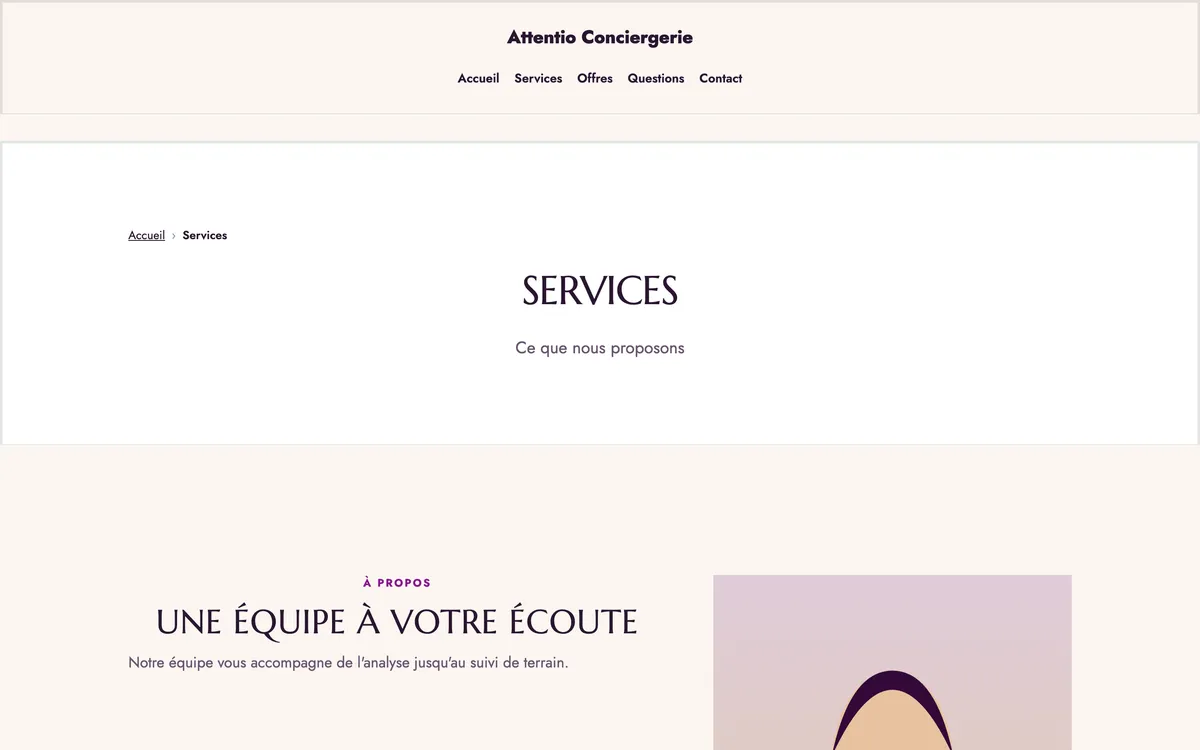 Attentio Conciergerie
Accueil Services Offres Questions Contact
Accueil › Services
SERVICES
Ce que nous proposons
À PROPOS
UNE ÉQUIPE À VOTRE ÉCOUTE
Notre équipe vous accompagne de l'analyse jusqu'au suivi de terrain.